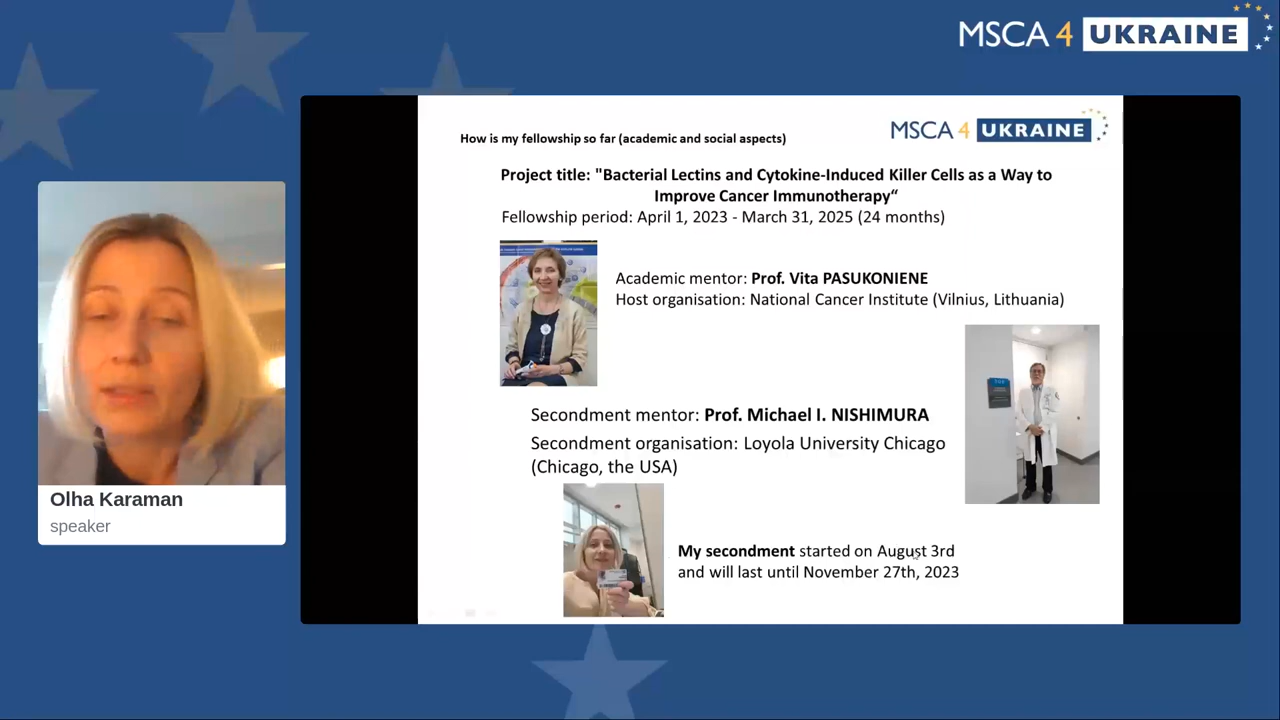 MSCA 4 UKRAINE
How is my fellowship so far (academic and social aspects)
MSCA 4 UKRAINE
Project title: "Bacterial Lectins and Cytokine-Induced Killer Cells as a Way to
Improve Cancer Immunotherapy“
Fellowship period: April 1, 2023 - March 31, 2025 (24 months)
Academic mentor: Prof. Vita PASUKONIENE
Host organisation: National Cancer Institute (Vilnius, Lithuania)
Secondment mentor: Prof. Michael I. NISHIMURA
Secondment organisation: Loyola University Chicago
(Chicago, the USA)
My secondment started on August 3rd
and will last until November 27th, 2023
Olha Karaman
speaker